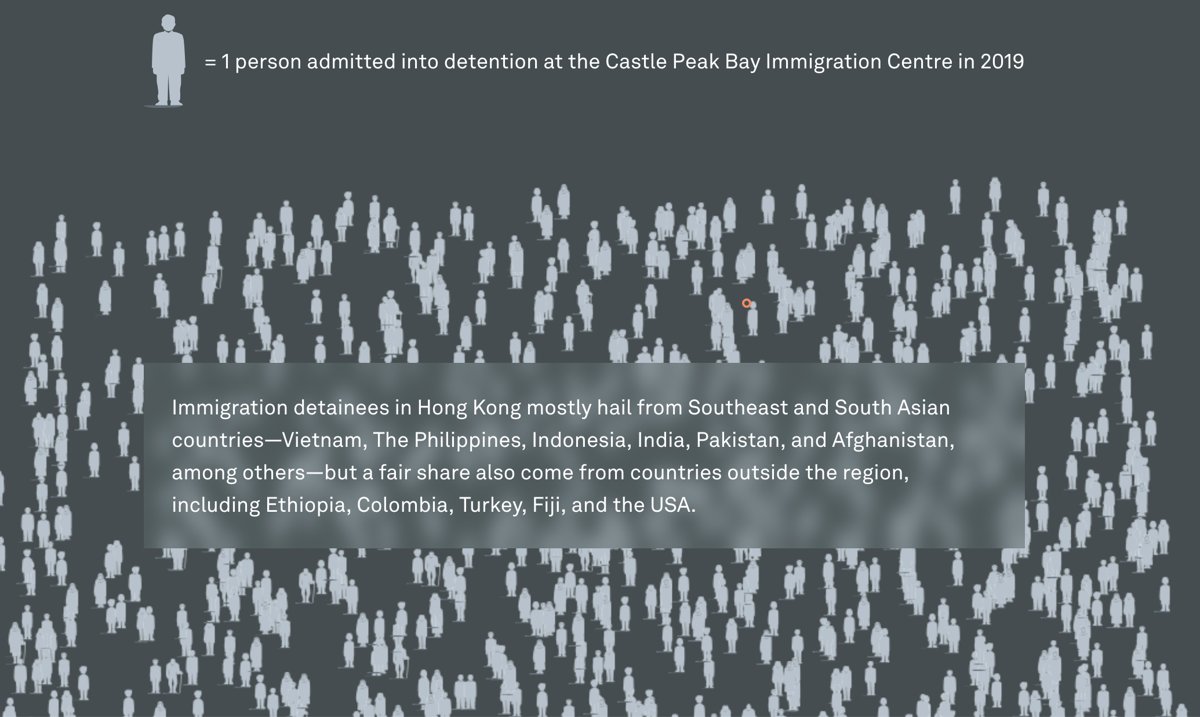 = 1 person admitted into detention at the Castle Peak Bay Immigration Centre in 2019
Immigration detainees in Hong Kong mostly hail from Southeast and South Asian
countries—Vietnam, The Philippines, Indonesia, India, Pakistan, and Afghanistan,
among others—but a fair share also come from countries outside the region,
including Ethiopia, Colombia, Turkey, Fiji, and the USA.